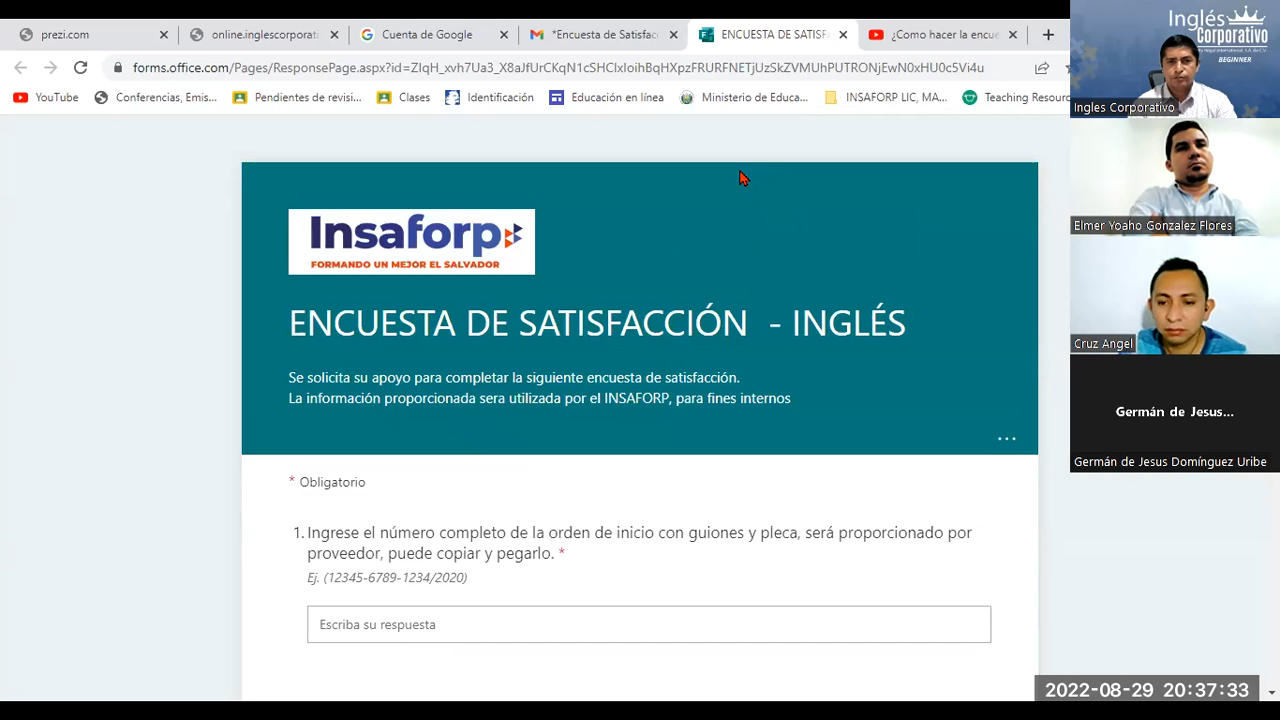 prezi.com
online.inglescorporati
Cuenta de Google
"Encuesta de Satisfac
ENCUESTA DE SATISF
¿Como hacer la encue
forms.office.com/Pages/ResponsePage.aspx?id=
YouTube
Conferencias, Emis...
Pendientes de revisi...
Clases
Identificación
Educación en línea
Ministerio de Educa...
INSAFORP LIC, MA...
Teaching Resourc
Inglés
Corporativo
BEGINNER
Ingles Corporativo
Elmer Yoaho Gonzalez Flores
Cruz Angel
Germán de Jesus...
Germán de Jesus Domínguez Uribe
Insaforp
FORMANDO UN MEJOR EL SALVADOR
ENCUESTA DE SATISFACCIÓN - INGLÉS
Se solicita su apoyo para completar la siguiente encuesta de satisfacción.
La información proporcionada sera utilizada por el INSAFORP, para fines internos
...
* Obligatorio
1. Ingrese el número completo de la orden de inicio con guiones y pleca, será proporcionado por
proveedor, puede copiar y pegarlo. *
Ej. (12345-6789-1234/2020)
Escriba su respuesta
2022-08-29 20:37:33